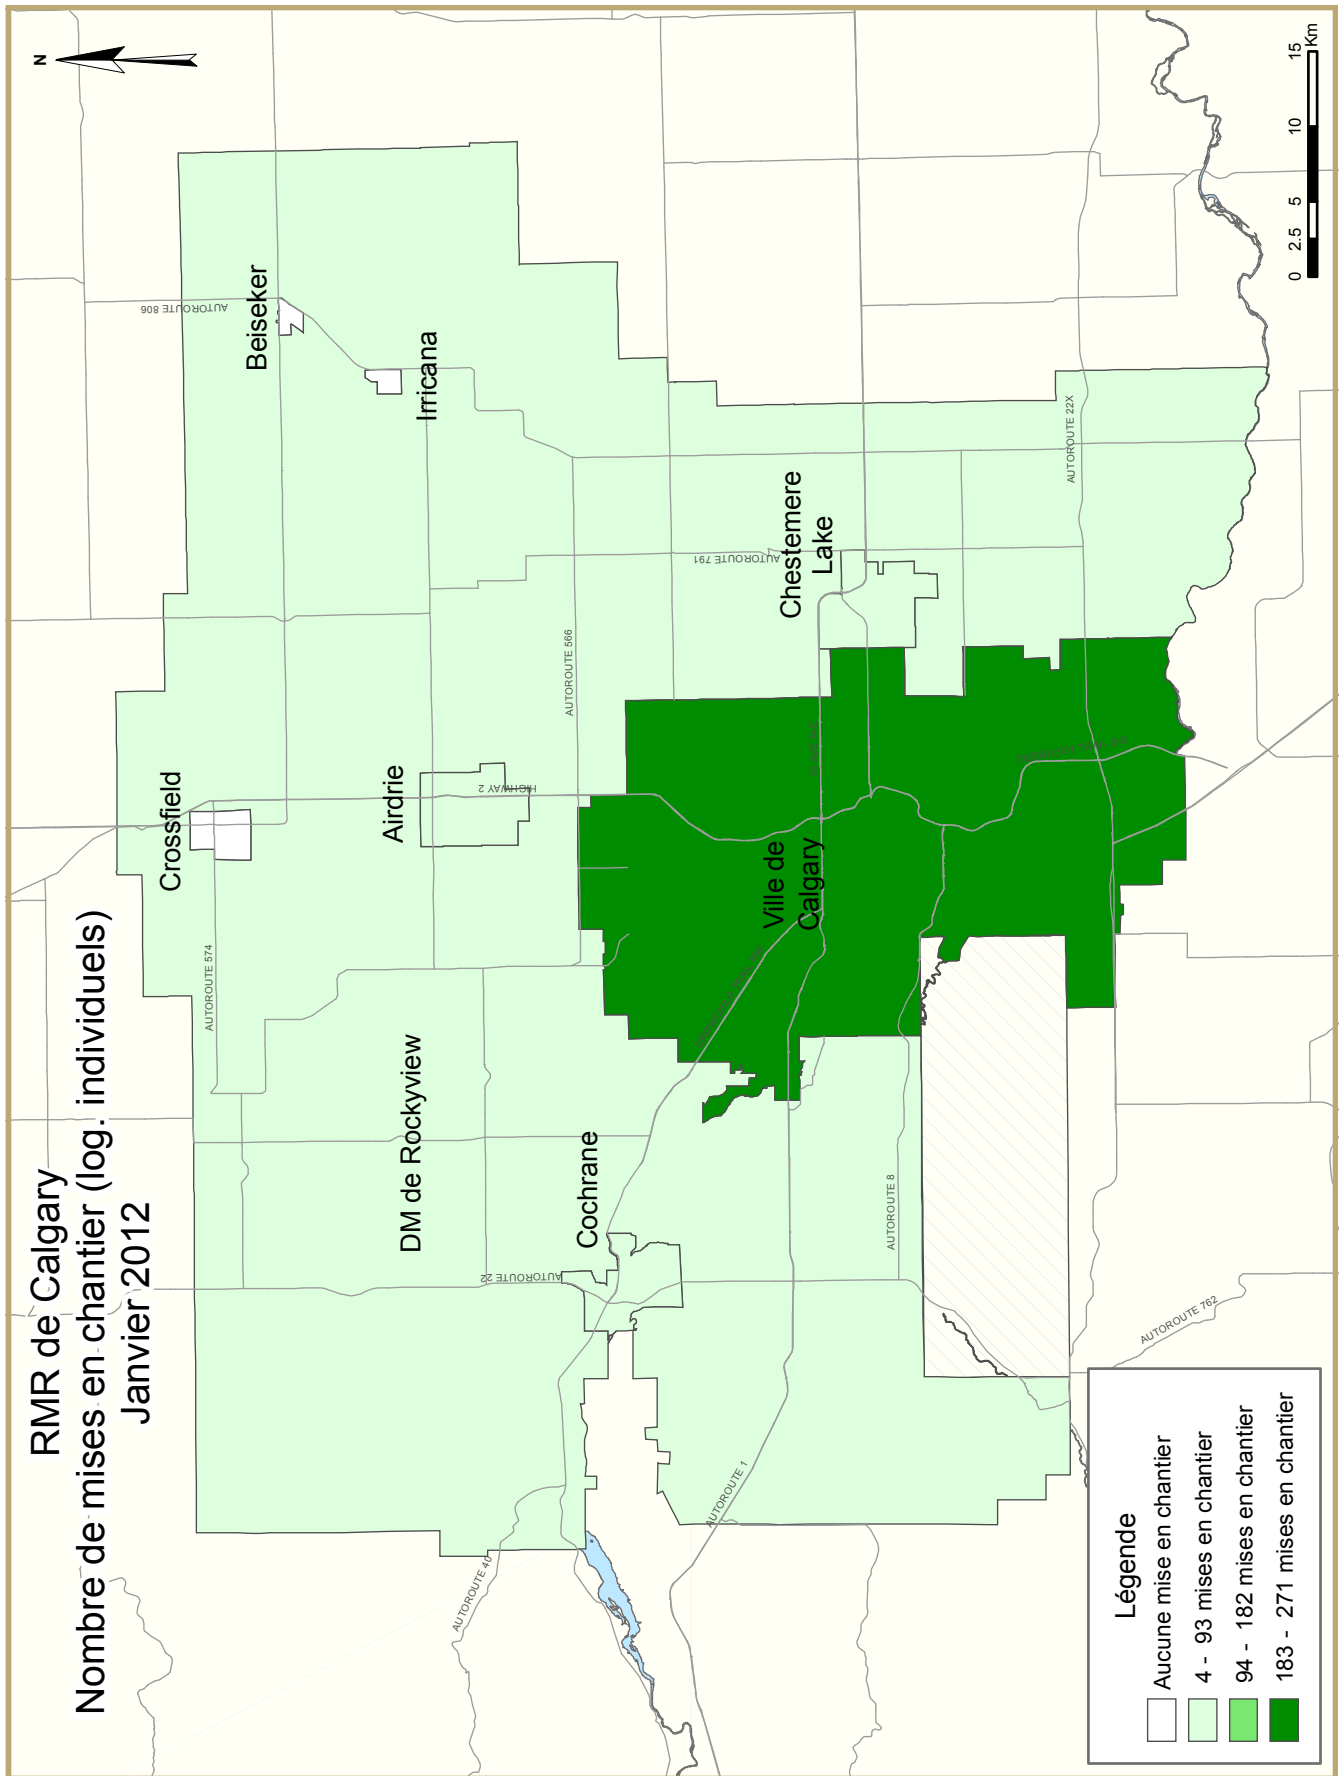 RMR de Calgary
Nombre de mises en chantier (log. individuels)
Janvier 2012
N
Crossfield
Beiseker
Irricana
Airdrie
DM de Rockyview
Cochrane
Chestemere
Lake
Ville de
Calgary
AUTOROUTE 574
AUTOROUTE 806
AUTOROUTE 566
AUTOROUTE 791
HIGHWAY 2
AUTOROUTE 22
AUTOROUTE 40
AUTOROUTE 1
AUTOROUTE 8
AUTOROUTE 22X
AUTOROUTE 762
Légende
Aucune mise en chantier
4 - 93 mises en chantier
94 - 182 mises en chantier
183 - 271 mises en chantier
0 2.5 5 10 15
Km